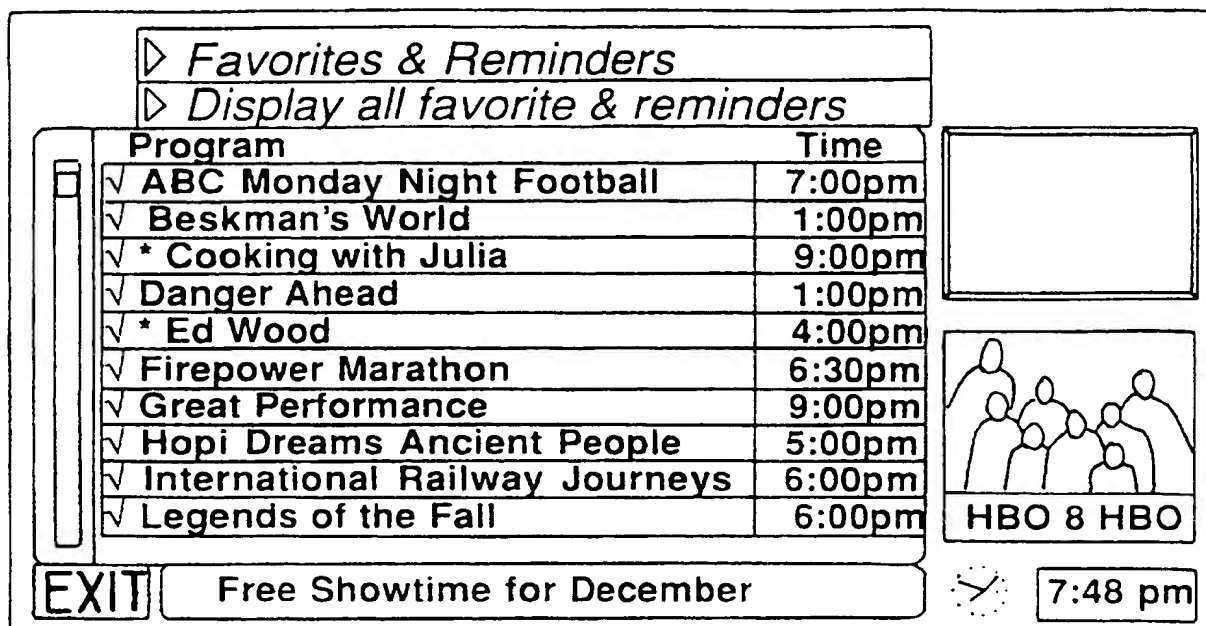 ▷ Favorites & Reminders
▷ Display all favorite & reminders
Program Time
√ ABC Monday Night Football 7:00pm
√ Beskman's World 1:00pm
√ * Cooking with Julia 9:00pm
√ Danger Ahead 1:00pm
√ * Ed Wood 4:00pm
√ Firepower Marathon 6:30pm
√ Great Performance 9:00pm
√ Hopi Dreams Ancient People 5:00pm
√ International Railway Journeys 6:00pm
√ Legends of the Fall 6:00pm
HBO 8 HBO
EXIT Free Showtime for December 7:48 pm